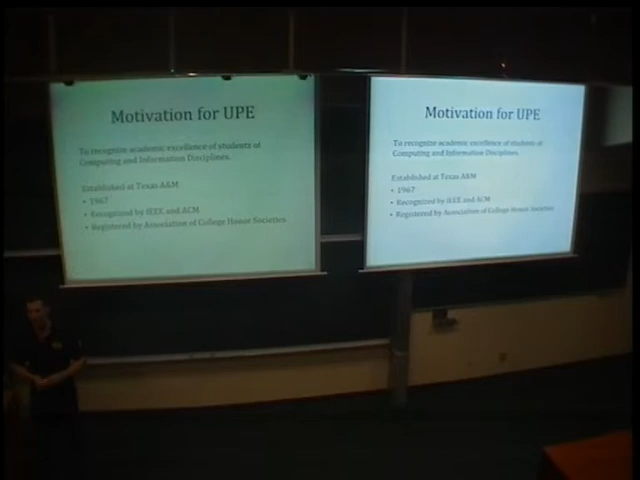 Motivation for UPE
To recognize academic excellence of students of
Computing and Information Disciplines.
Established at Texas A&M
• 1967
• Recognized by IEEE and ACM
• Registered by Association of College Honor Societies
Motivation for UPE
To recognize academic excellence of students of
Computing and Information Disciplines.
Established at Texas A&M
• 1967
• Recognized by IEEE and ACM
• Registered by Association of College Honor Societies